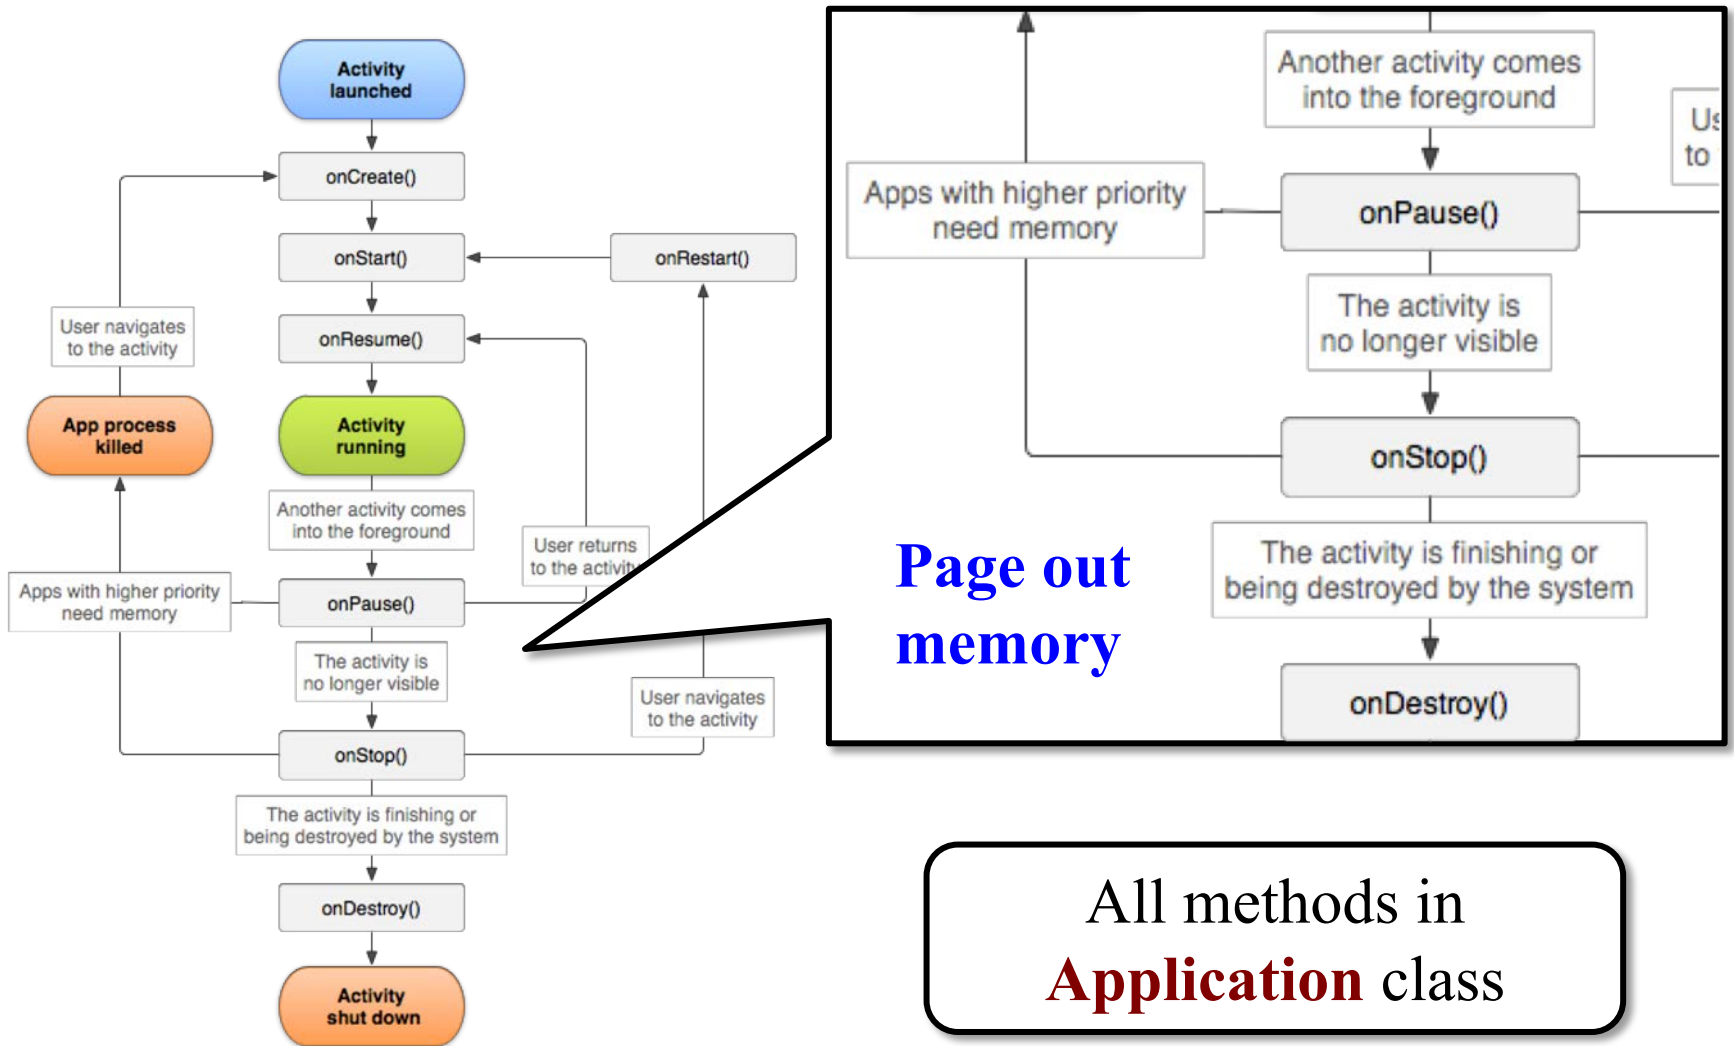 Activity
launched
onCreate()
onStart()
onRestart()
onResume()
User navigates
to the activity
App process
killed
Activity
running
Another activity comes
into the foreground
User returns
to the activity
Apps with higher priority
need memory
onPause()
The activity is
no longer visible
User navigates
to the activity
onStop()
The activity is finishing or
being destroyed by the system
onDestroy()
Activity
shut down
Another activity comes
into the foreground
Apps with higher priority
need memory
onPause()
to
The activity is
no longer visible
onStop()
Page out
memory
The activity is finishing or
being destroyed by the system
onDestroy()
All methods in
Application class